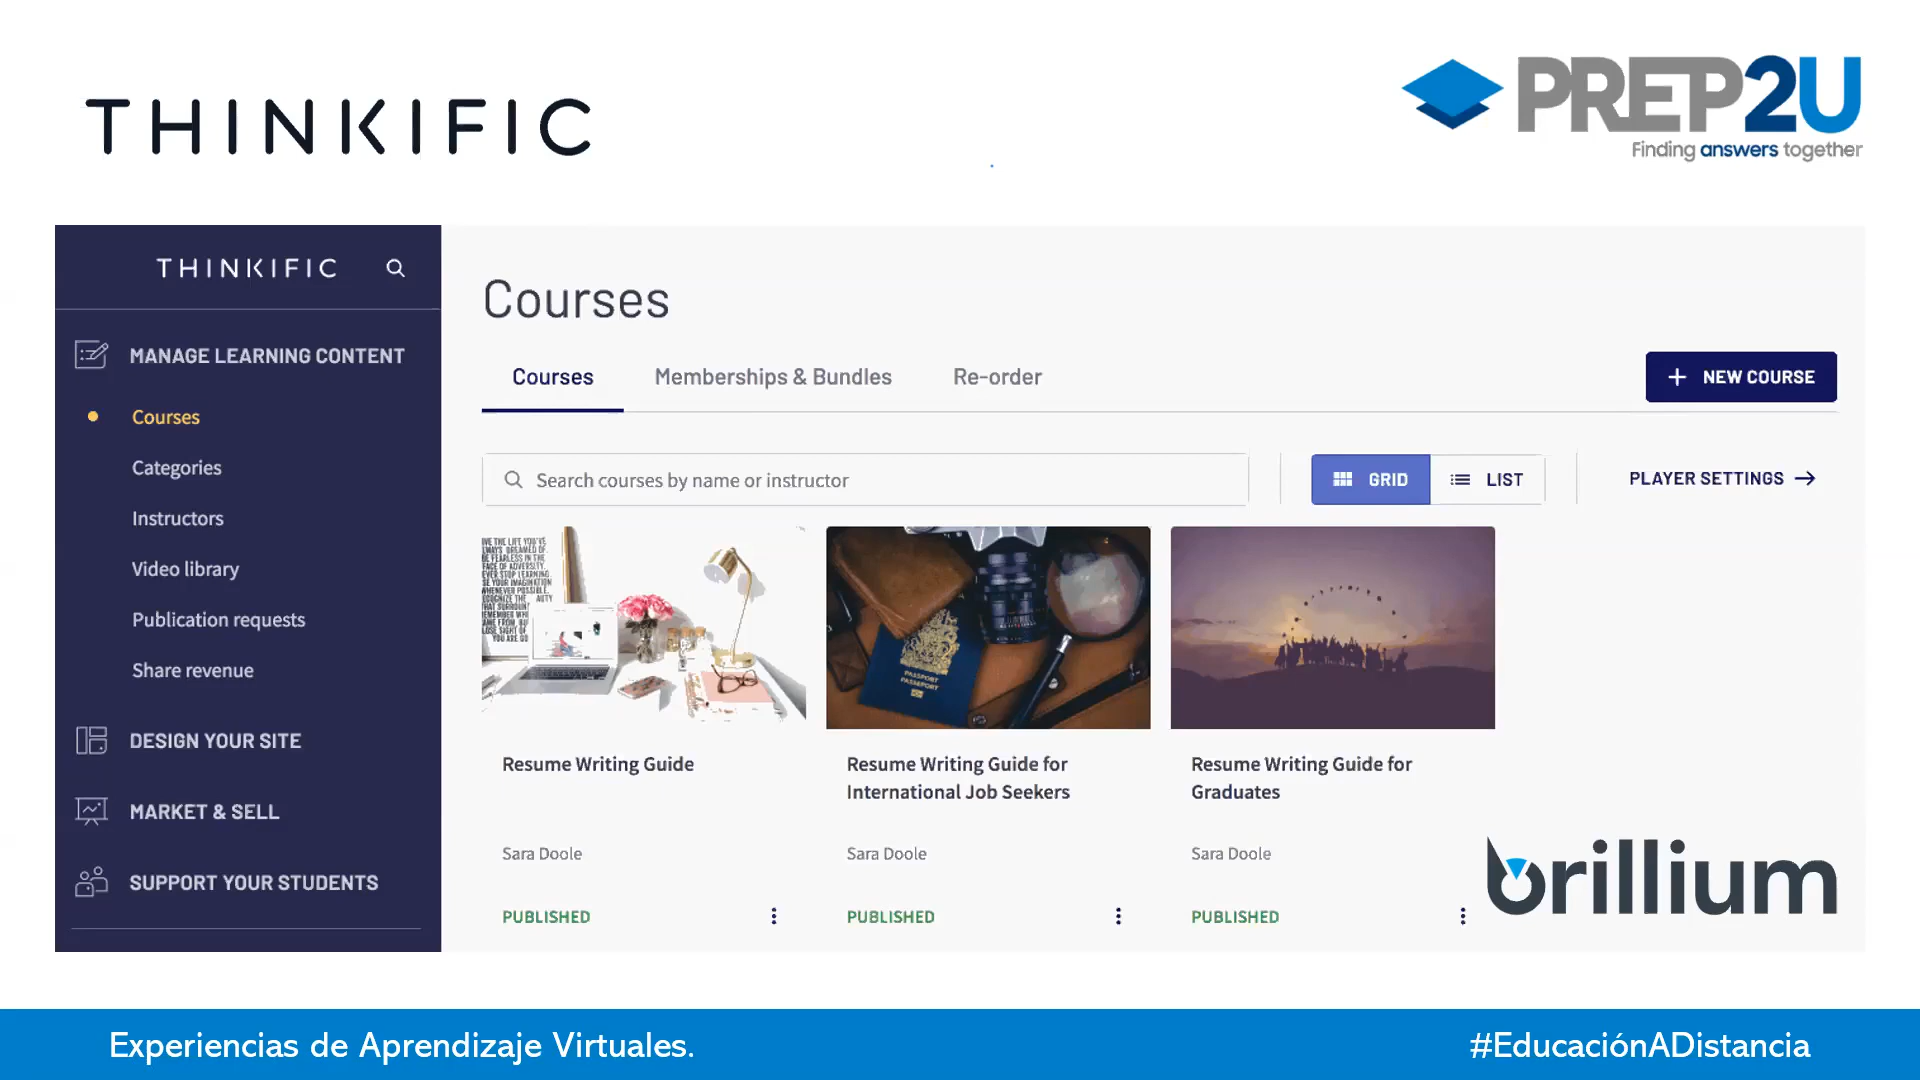 THINKIFIC
PREP2U
Finding answers together
THINKIFIC
MANAGE LEARNING CONTENT
Courses
Categories
Instructors
Video library
Publication requests
Share revenue
DESIGN YOUR SITE
MARKET & SELL
SUPPORT YOUR STUDENTS
Courses
Courses
Memberships & Bundles
Re-order
+ NEW COURSE
Search courses by name or instructor
GRID
LIST
PLAYER SETTINGS →
PASSPORT
PASSEPORT
Resume Writing Guide
Sara Doole
PUBLISHED
Resume Writing Guide for
International Job Seekers
Sara Doole
PUBLISHED
Resume Writing Guide for
Graduates
Sara Doole
PUBLISHED
brillium
Experiencias de Aprendizaje Virtuales.
#EducaciónADistancia